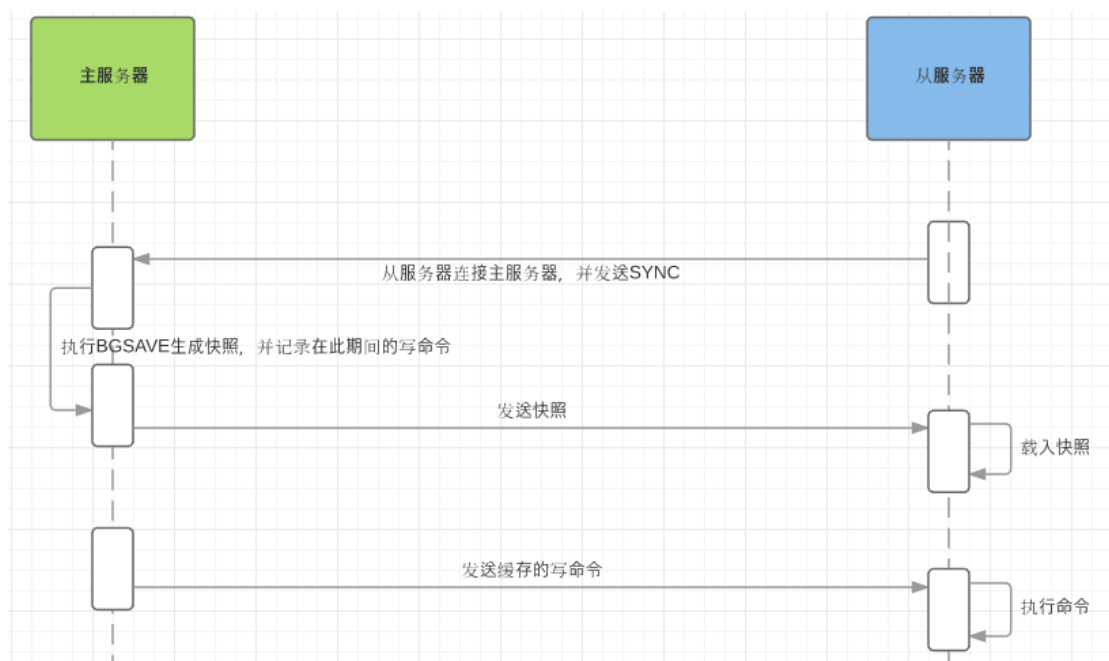 主服务器
从服务器
从服务器连接主服务器，并发送SYNC
执行BGSAVE生成快照，并记录在此期间的写命令
发送快照
载入快照
发送缓存的写命令
执行命令